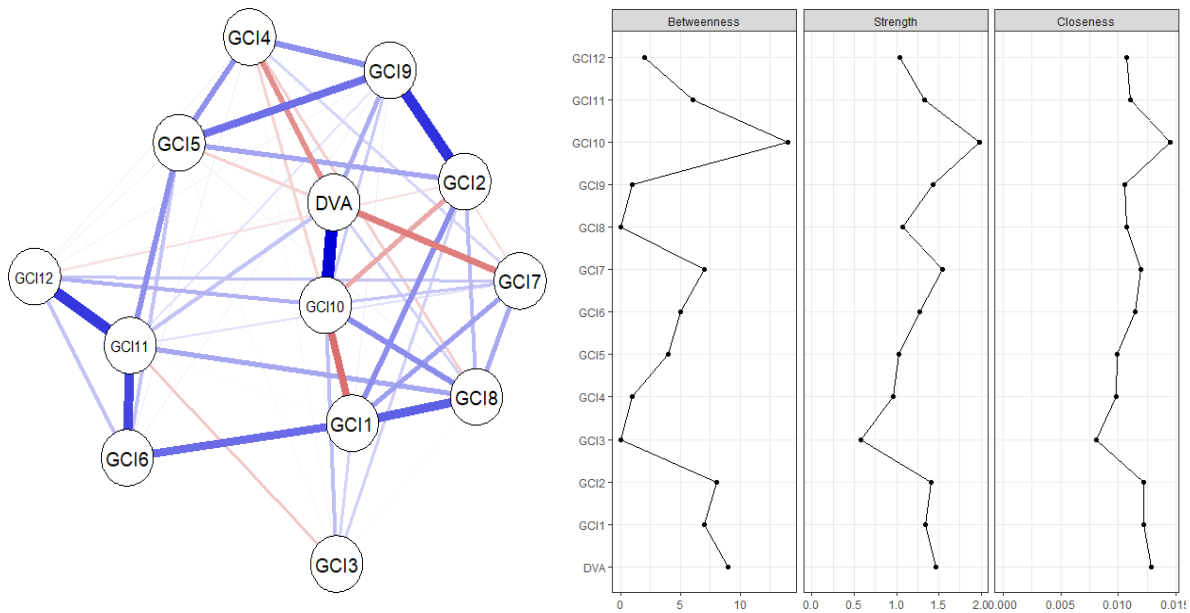 GCI4
GCI9
GCI5
GCI2
DVA
GCI12
GCI7
GCI10
GCI11
GCI8
GCI1
GCI6
GCI3
Betweenness Strength Closeness
GCI12
GCI11
GCI10
GCI9
GCI8
GCI7
GCI6
GCI5
GCI4
GCI3
GCI2
GCI1
DVA
0 5 10 0.0 0.5 1.0 1.5 2.00.000 0.005 0.010 0.015